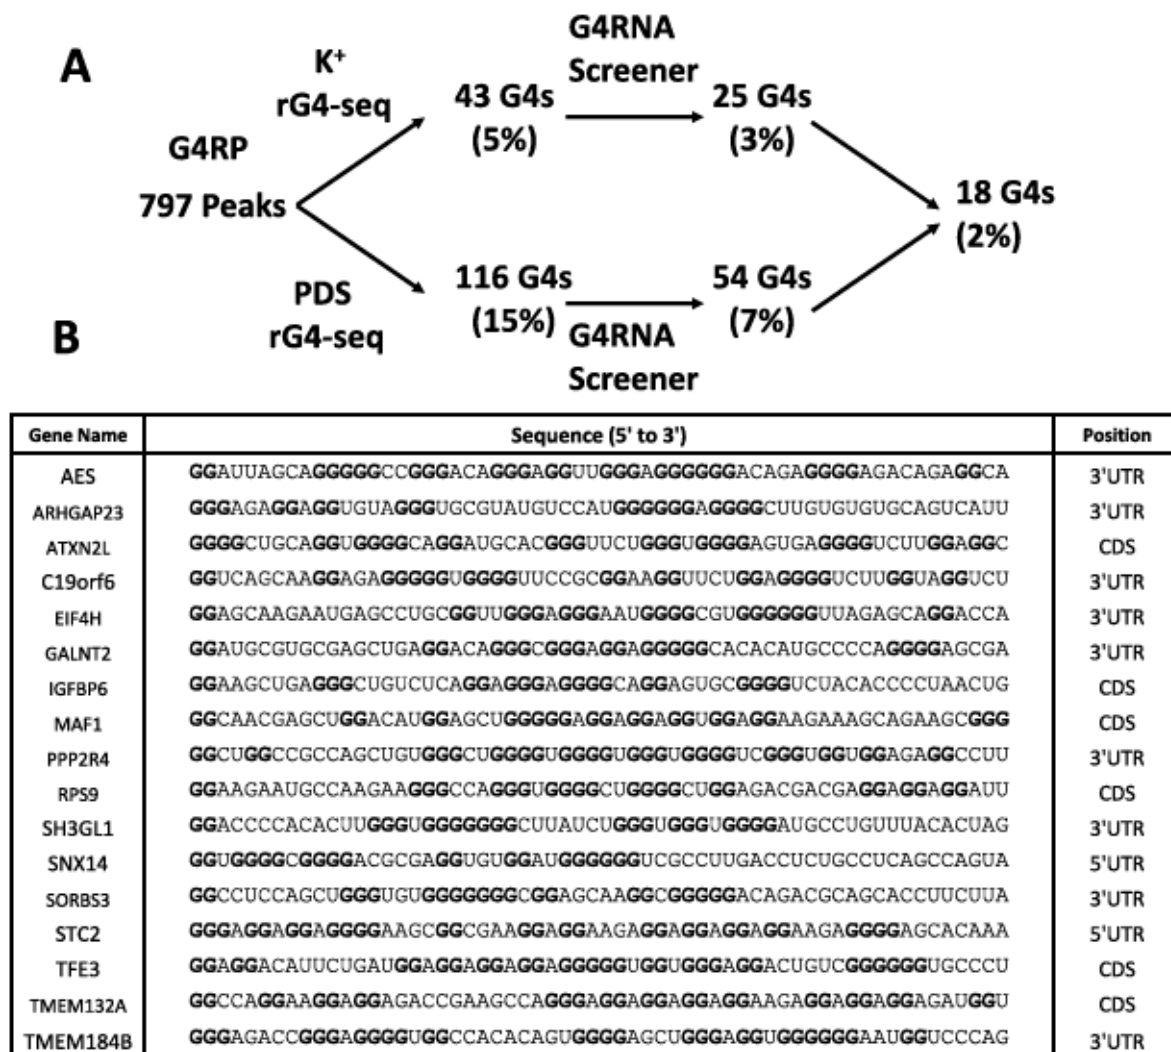 A
K+
rG4-seq
G4RP
797 Peaks
43 G4s
(5%)
G4RNA
Screener
25 G4s
(3%)
18 G4s
(2%)
PDS
rG4-seq
116 G4s
(15%)
G4RNA
Screener
54 G4s
(7%)
B
Gene Name Sequence (5' to 3') Position
AES GGAUUAGCAGGGGGCCGGGACAGGGAGGUUGGGAGGGGGGACAGAGGGGAGACAGAGGCA 3'UTR
ARHGAP23 GGGAGAGGAGGUGUAGGGUGCGUAUGUCCAUGGGGGGAGGGGCUUGUGUGUGCAGUCAUU 3'UTR
ATXN2L GGGGCUGCAGGUGGGGCAGGAUGCACGGGUUCUGGGUGGGGAGUGAGGGGUCUUGGAGGC CDS
C19orf6 GGUCAGCAAGGAGAGGGGGUGGGGUUCCGCGGAAGGUUCUGGAGGGGUCUUGGUAGGUCU 3'UTR
EIF4H GGAGCAAGAAUGAGCCUGCGGUUGGGAGGGAAUGGGGCGUGGGGGGUUAGAGCAGGACCA 3'UTR
GALNT2 GGAUGCGUGCGAGCUGAGGACAGGGCGGGAGGAGGGGGCACACAUGCCCCAGGGGAGCGA 3'UTR
IGFBP6 GGAAGCUGAGGGCUGUCUCAGGAGGGAGGGGCAGGAGUGCGGGGUCUACACCCCUAACUG CDS
MAF1 GGCAACGAGCUGGACAUGGAGCUGGGGGAGGAGGAGGUGGAGGAAGAAAGCAGAAGCGGG CDS
PPP2R4 GGCUGGCCGCCAGCUGUGGGCUGGGGUGGGGUGGGUGGGGUCGGGUGGUGGAGAGGCCUU 3'UTR
RPS9 GGAAGAAUGCCAAGAAGGGCCAGGGUGGGGCUGGGGCUGGAGACGACGAGGAGGAGGAUU CDS
SH3GL1 GGACCCCACACUUGGGUGGGGGGGCUUAUCUGGGUGGGUGGGGAUGCCUGUUUACACUAG 3'UTR
SNX14 GGUGGGGCGGGGACGCGAGGUGUGGAUGGGGGGUCGCCUUGACCUCUGCCUCAGCCAGUA 5'UTR
SORBS3 GGCCUCCAGCUGGGUGUGGGGGGGCGGAGCAAGGCGGGGGACAGACGCAGCACCUUCUUA 3'UTR
STC2 GGGAGGAGGAGGGGAAGCGGCGAAGGAGGAAGAGGAGGAGGAGGAAGAGGGGAGCACAAA 5'UTR
TFE3 GGAGGACAUUCUGAUGGAGGAGGAGGAGGGGGUGGUGGGAGGACUGUCGGGGGGUGCCCU CDS
TMEM132A GGCCAGGAAGGAGGAGACCGAAGCCAGGGAGGAGGAGGAGGAAGAGGAGGAGGAGAUGGU CDS
TMEM184B GGGAGACCGGGAGGGGUGGCCACACAGUGGGGAGCUGGGAGGUGGGGGGAAUGGUCCCAG 3'UTR